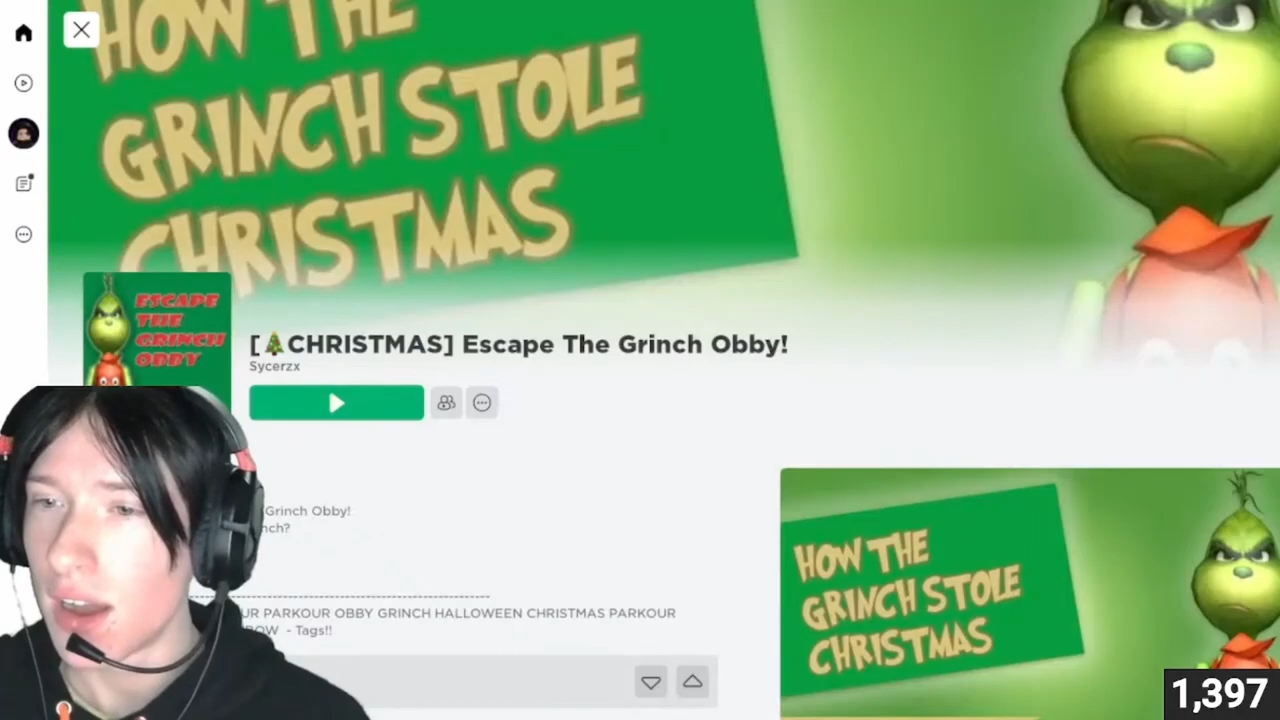 HOW THE
GRINCH STOLE
CHRISTMAS
ESCAPE
THE
GRINCH
OBBY
[🎄CHRISTMAS] Escape The Grinch Obby!
Sycerzx
Grinch Obby!
nch?
--------------------------------------------------
UR PARKOUR OBBY GRINCH HALLOWEEN CHRISTMAS PARKOUR
OW - Tags!!
HOW THE
GRINCH STOLE
CHRISTMAS
1,397